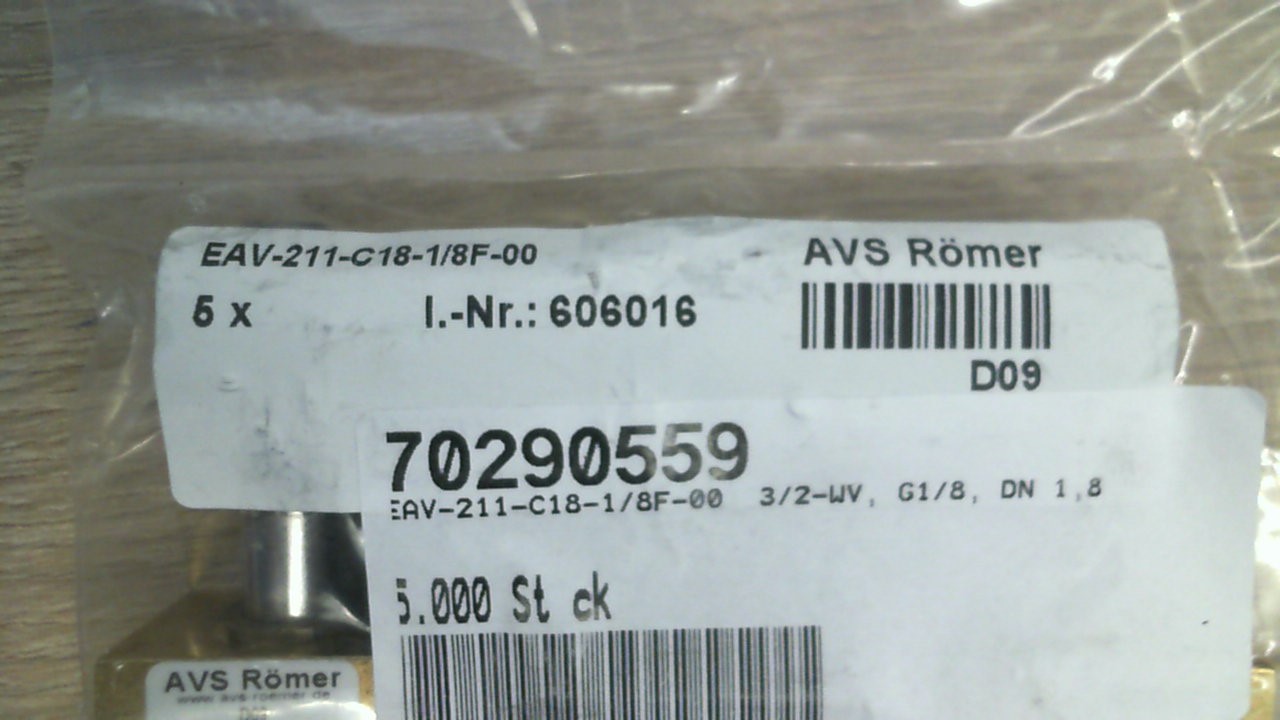 EAV-211-C18-1/8F-00
AVS Römer
5 x
I.-Nr.: 606016
D09
70290559
EAV-211-C18-1/8F-00 3/2-WV, G1/8, DN 1,8
5.000 St ck
AVS Römer
www.avs-roemer.de
D09